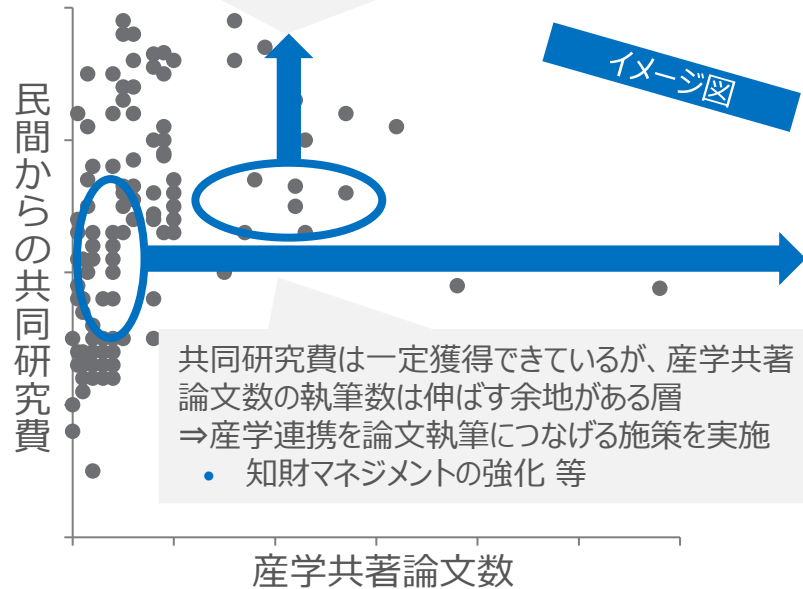 イメージ図
民間からの共同研究費
共同研究費は一定獲得できているが、産学共著
論文数の執筆数は伸ばす余地がある層
⇒産学連携を論文執筆につなげる施策を実施
• 知財マネジメントの強化 等
産学共著論文数